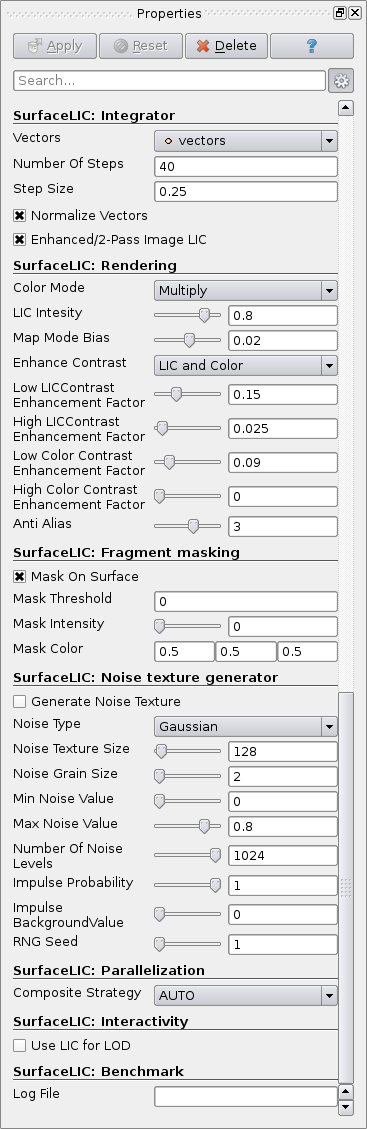 Properties
Apply Reset Delete ?
Search...
SurfaceLIC: Integrator
Vectors vectors
Number Of Steps 40
Step Size 0.25
Normalize Vectors
Enhanced/2-Pass Image LIC
SurfaceLIC: Rendering
Color Mode Multiply
LIC Intesity 0.8
Map Mode Bias 0.02
Enhance Contrast LIC and Color
Low LICContrast
Enhancement Factor 0.15
High LICContrast
Enhancement Factor 0.025
Low Color Contrast
Enhancement Factor 0.09
High Color Contrast
Enhancement Factor 0
Anti Alias 3
SurfaceLIC: Fragment masking
Mask On Surface
Mask Threshold 0
Mask Intensity 0
Mask Color 0.5 0.5 0.5
SurfaceLIC: Noise texture generator
Generate Noise Texture
Noise Type Gaussian
Noise Texture Size 128
Noise Grain Size 2
Min Noise Value 0
Max Noise Value 0.8
Number Of Noise
Levels 1024
Impulse Probability 1
Impulse
BackgroundValue 0
RNG Seed 1
SurfaceLIC: Parallelization
Composite Strategy AUTO
SurfaceLIC: Interactivity
Use LIC for LOD
SurfaceLIC: Benchmark
Log File